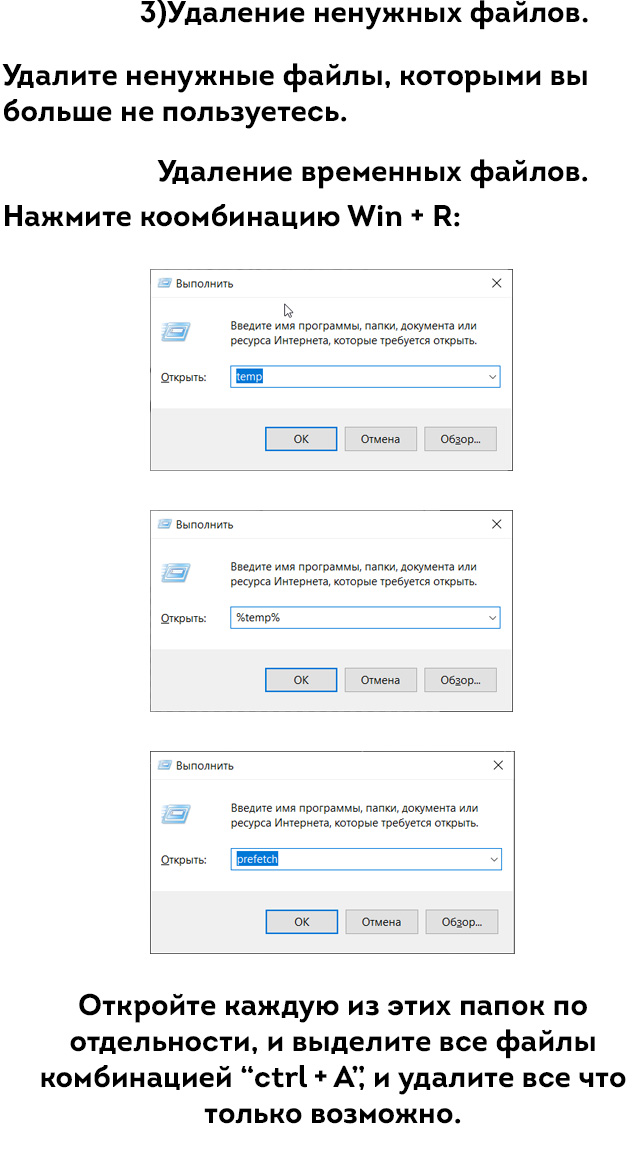 3)Удаление ненужных файлов.
Удалите ненужные файлы, которыми вы
больше не пользуетесь.
Удаление временных файлов.
Нажмите коомбинацию Win + R:
Выполнить
Введите имя программы, папки, документа или
ресурса Интернета, которые требуется открыть.
Открыть: temp
ОК Отмена Обзор...
Выполнить
Введите имя программы, папки, документа или
ресурса Интернета, которые требуется открыть.
Открыть: %temp%
ОК Отмена Обзор...
Выполнить
Введите имя программы, папки, документа или
ресурса Интернета, которые требуется открыть.
Открыть: prefetch
ОК Отмена Обзор...
Откройте каждую из этих папок по
отдельности, и выделите все файлы
комбинацией “ctrl + A”, и удалите все что
только возможно.